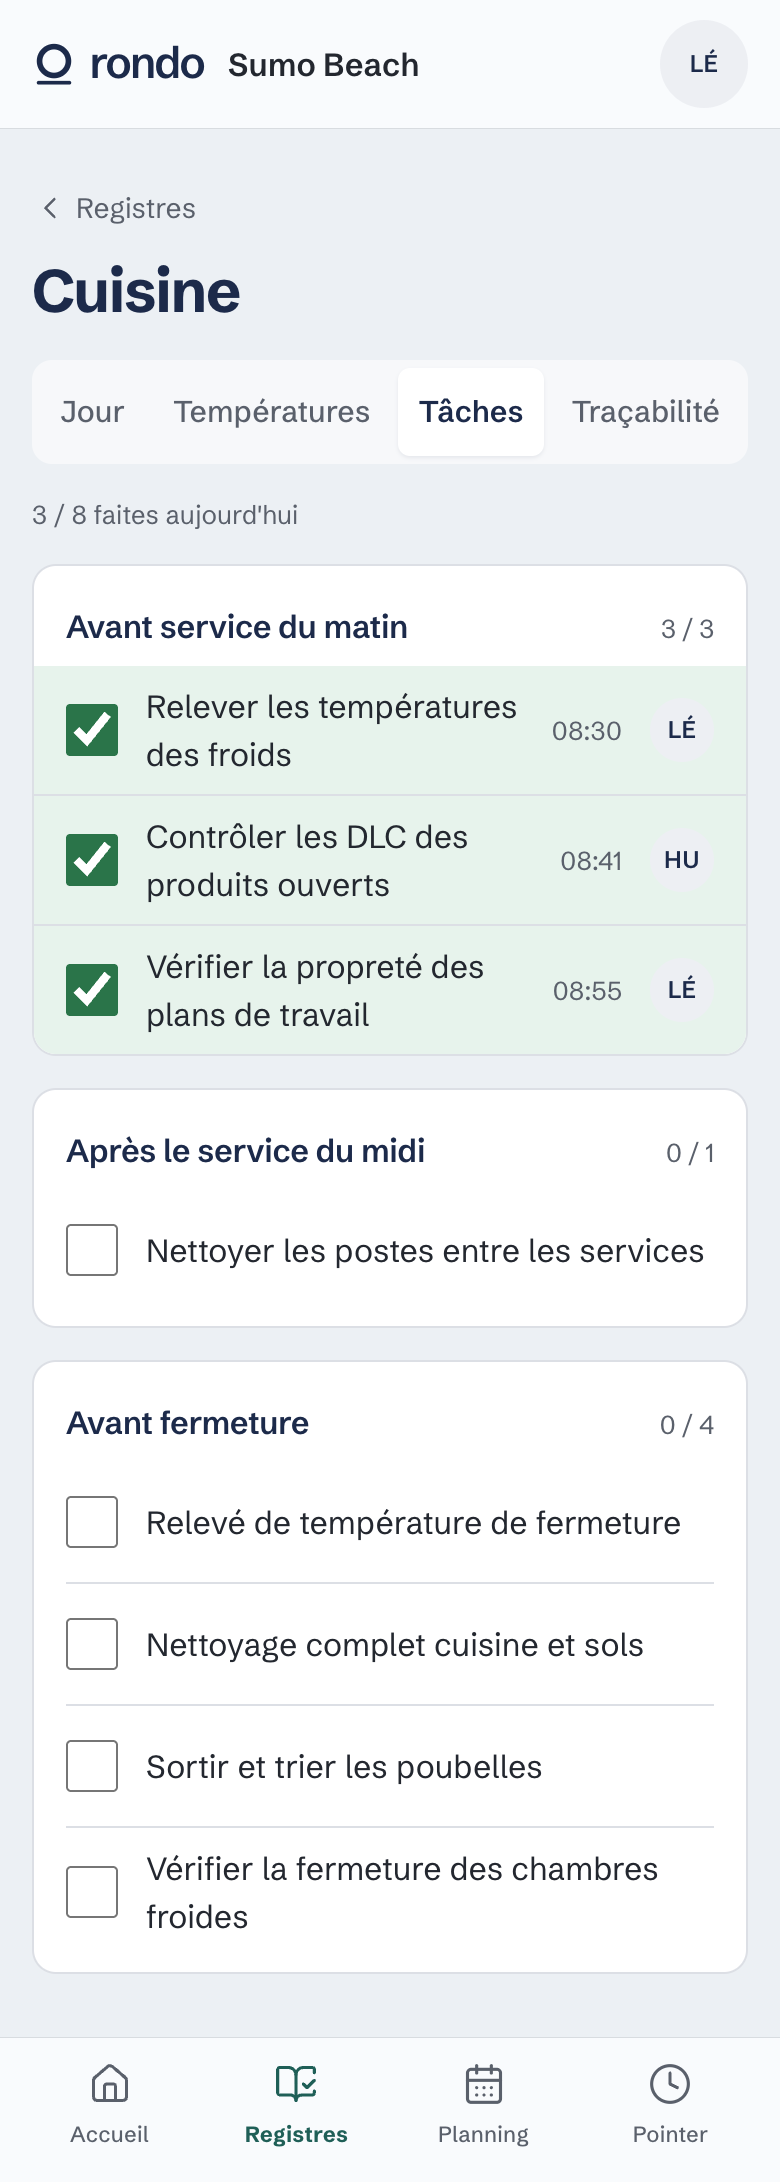 rondo Sumo Beach LÉ
Registres
Cuisine
Jour Températures Tâches Traçabilité
3 / 8 faites aujourd'hui
Avant service du matin 3 / 3
Relever les températures
des froids
08:30 LÉ
Contrôler les DLC des
produits ouverts
08:41 HU
Vérifier la propreté des
plans de travail
08:55 LÉ
Après le service du midi 0 / 1
Nettoyer les postes entre les services
Avant fermeture 0 / 4
Relevé de température de fermeture
Nettoyage complet cuisine et sols
Sortir et trier les poubelles
Vérifier la fermeture des chambres
froides
Accueil Registres Planning Pointer